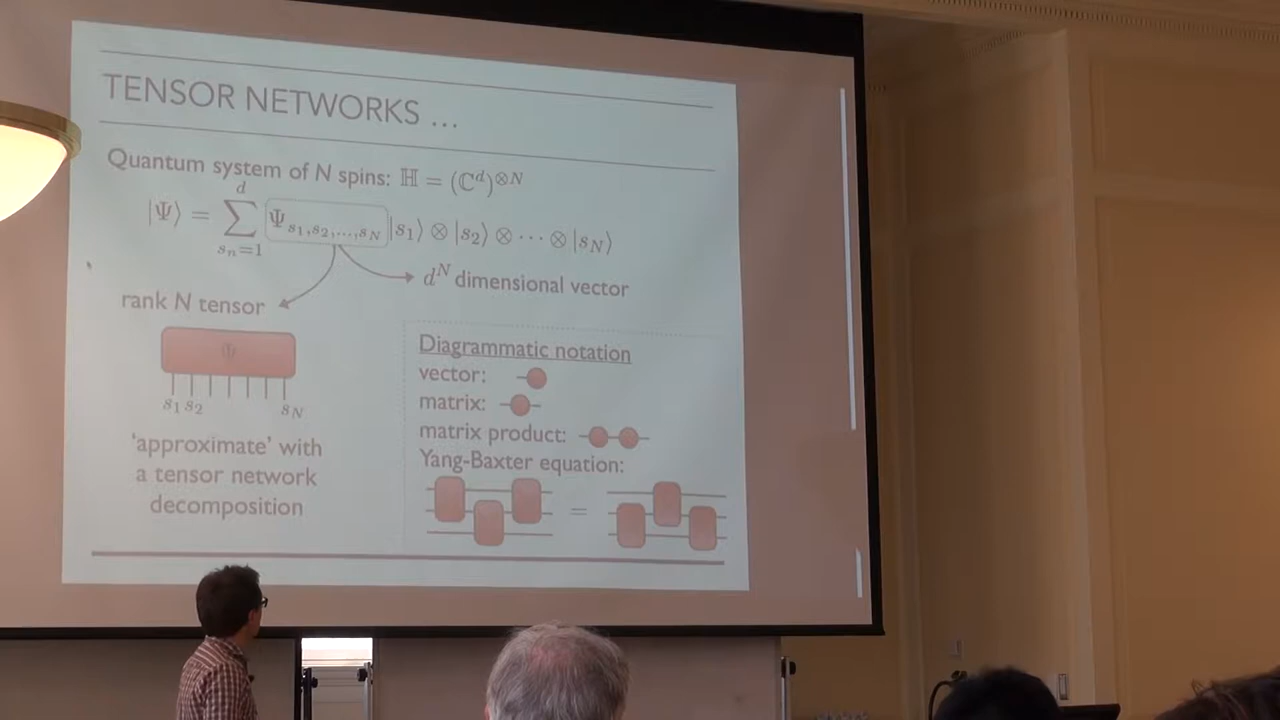 TENSOR NETWORKS ...
Quantum system of N spins: ℍ = (ℂ^d)^{⊗N}
|Ψ⟩ = ∑_{s_n=1}^{d} Ψ_{s_1,s_2,...,s_N} |s_1⟩ ⊗ |s_2⟩ ⊗ ··· ⊗ |s_N⟩
d^N dimensional vector
rank N tensor
Ψ
s_1 s_2 s_N
'approximate' with
a tensor network
decomposition
Diagrammatic notation
vector:
matrix:
matrix product:
Yang-Baxter equation:
=